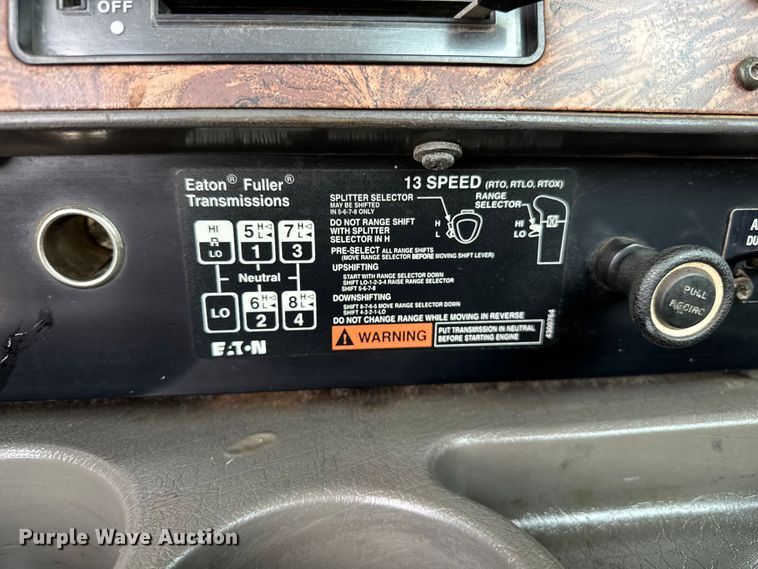 OFF
Eaton® Fuller®
Transmissions
HI
R
LO
5 H
L
1
7 H
L
3
Neutral
LO
6 H
L
2
8 H
L
4
EATON
13 SPEED (RTO, RTLO, RTOX)
SPLITTER SELECTOR
MAY BE SHIFTED
IN 5-6-7-8 ONLY
H
L
RANGE
SELECTOR
HI
LO
DO NOT RANGE SHIFT
WITH SPLITTER
SELECTOR IN H
PRE-SELECT ALL RANGE SHIFTS
(MOVE RANGE SELECTOR BEFORE MOVING SHIFT LEVER)
UPSHIFTING
START WITH RANGE SELECTOR DOWN
SHIFT LO-1-2-3-4 RAISE RANGE SELECTOR
SHIFT 5-6-7-8
DOWNSHIFTING
SHIFT 8-7-6-5 MOVE RANGE SELECTOR DOWN
SHIFT 4-3-2-1-LO
DO NOT CHANGE RANGE WHILE MOVING IN REVERSE
WARNING
PUT TRANSMISSION IN NEUTRAL
BEFORE STARTING ENGINE
4300764
PULL
RECIRC
DU
Purple Wave Auction